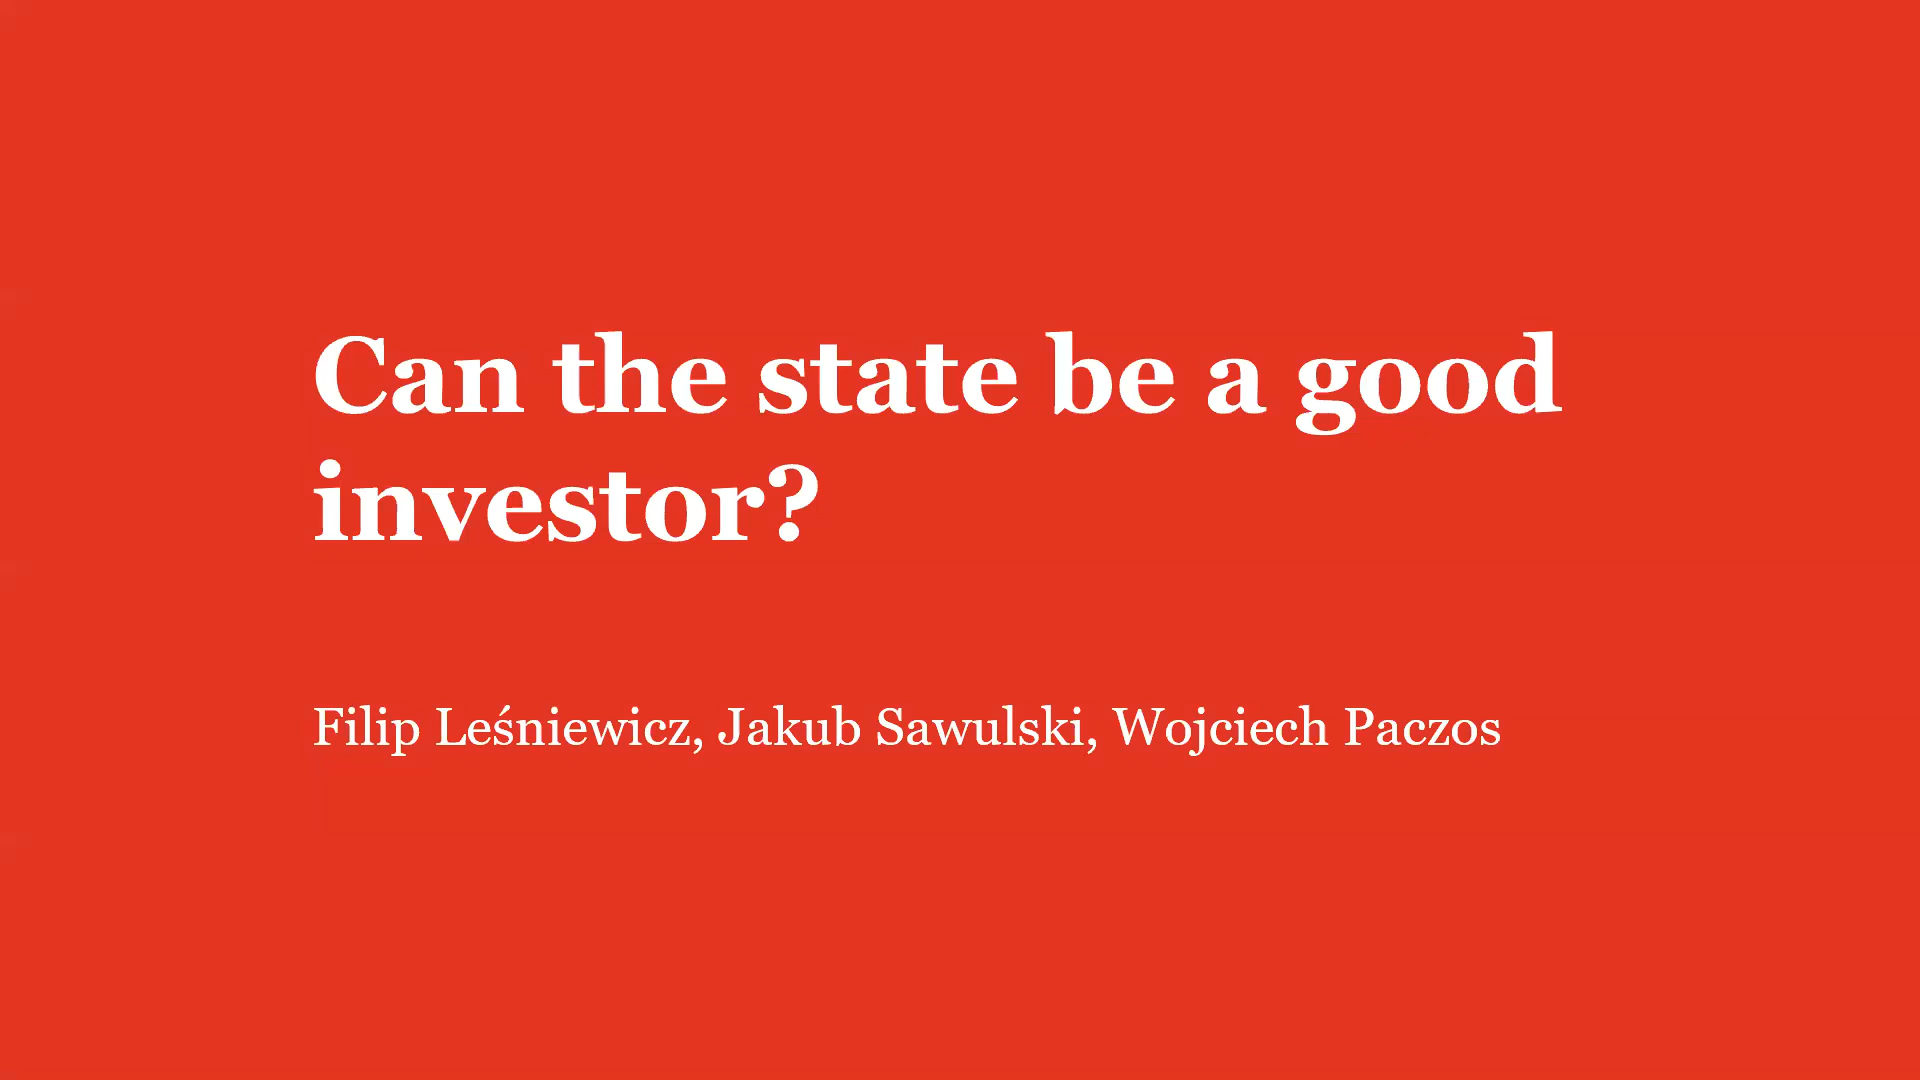 Can the state be a good
investor?
Filip Leśniewicz, Jakub Sawulski, Wojciech Paczos